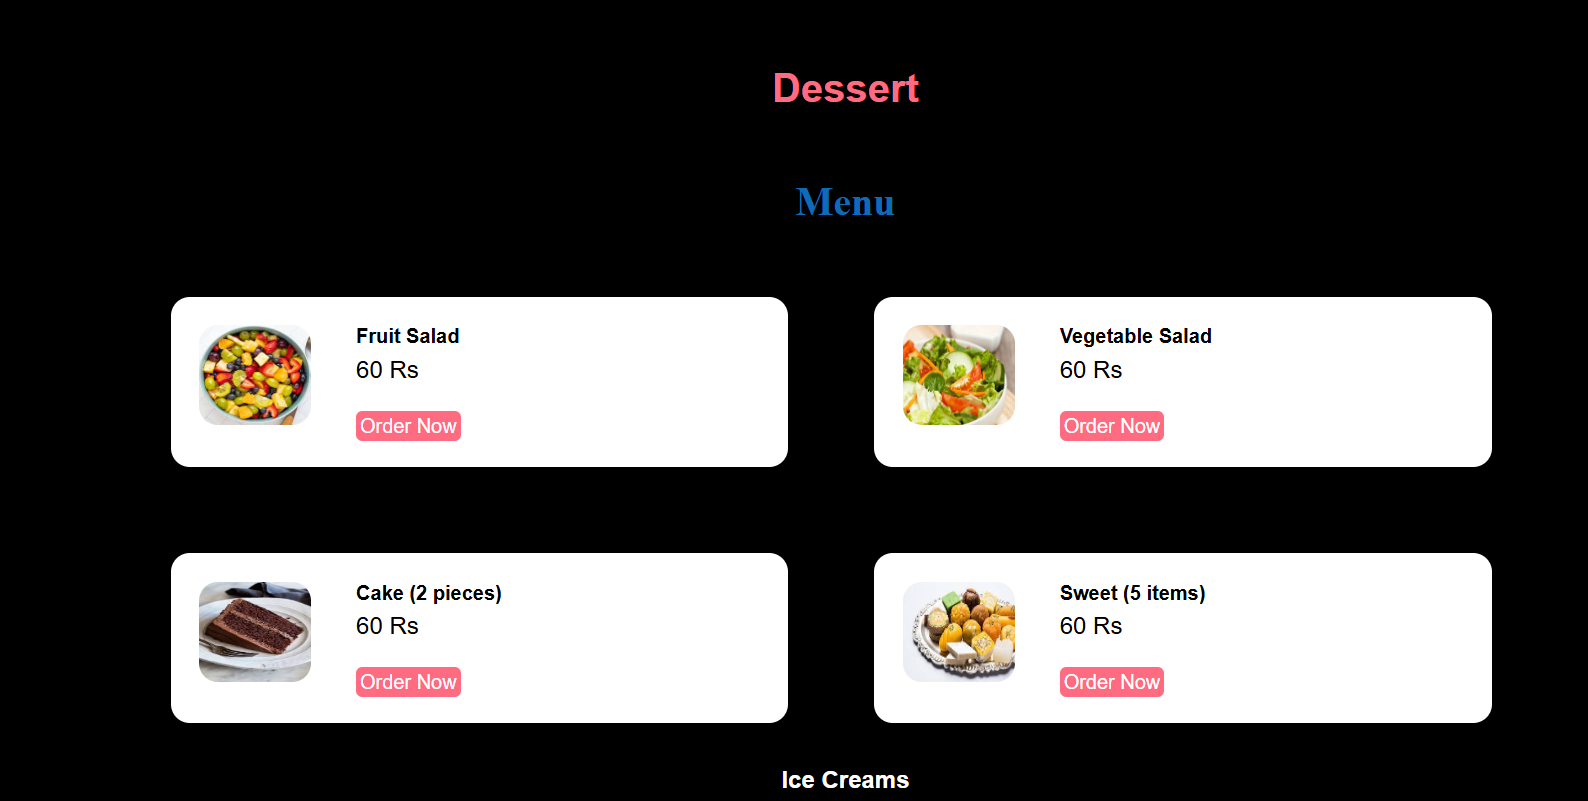 Dessert
Menu
Fruit Salad
60 Rs
Order Now
Vegetable Salad
60 Rs
Order Now
Cake (2 pieces)
60 Rs
Order Now
Sweet (5 items)
60 Rs
Order Now
Ice Creams